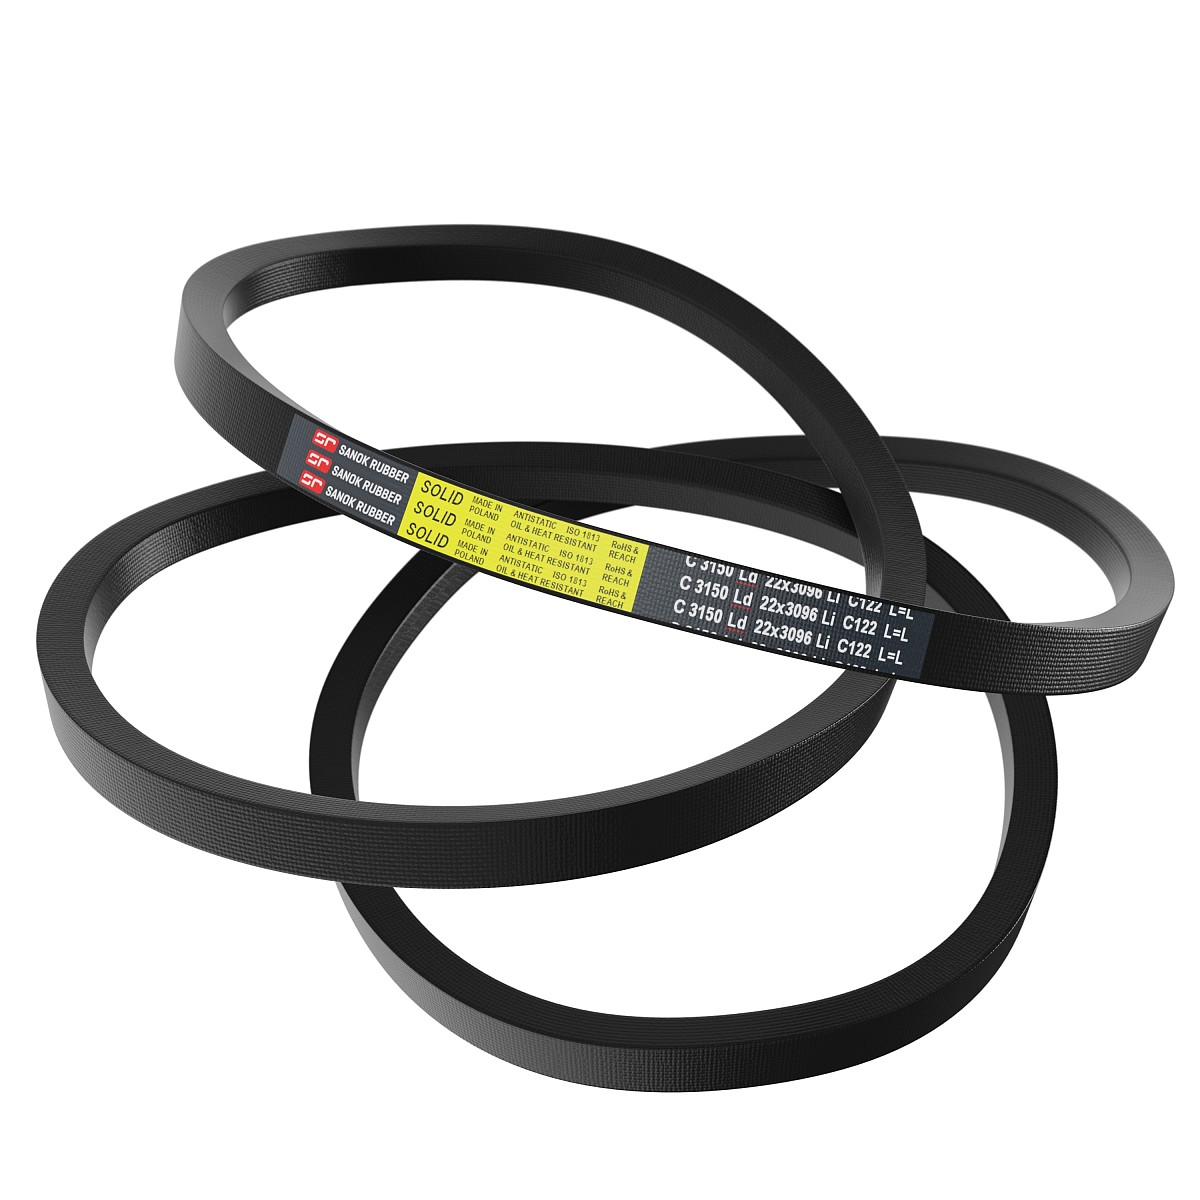 SR SANOK RUBBER
SR SANOK RUBBER
SR SANOK RUBBER
SOLID MADE IN POLAND ANTISTATIC ISO 1813 OIL & HEAT RESISTANT RoHS & REACH
SOLID MADE IN POLAND ANTISTATIC ISO 1813 OIL & HEAT RESISTANT RoHS & REACH
SOLID MADE IN POLAND ANTISTATIC ISO 1813 OIL & HEAT RESISTANT RoHS & REACH
C 3150 Ld 22x3096 Li C122 L=L
C 3150 Ld 22x3096 Li C122 L=L
C 3150 Ld 22x3096 Li C122 L=L